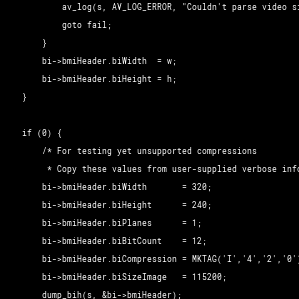 av_log(s, AV_LOG_ERROR, "Couldn't parse video si
goto fail;
}
bi->bmiHeader.biWidth  = w;
bi->bmiHeader.biHeight = h;
}
if (0) {
/* For testing yet unsupported compressions
* Copy these values from user-supplied verbose info
bi->bmiHeader.biWidth       = 320;
bi->bmiHeader.biHeight      = 240;
bi->bmiHeader.biPlanes      = 1;
bi->bmiHeader.biBitCount    = 12;
bi->bmiHeader.biCompression = MKTAG('I','4','2','0'
bi->bmiHeader.biSizeImage   = 115200;
dump_bih(s, &bi->bmiHeader);